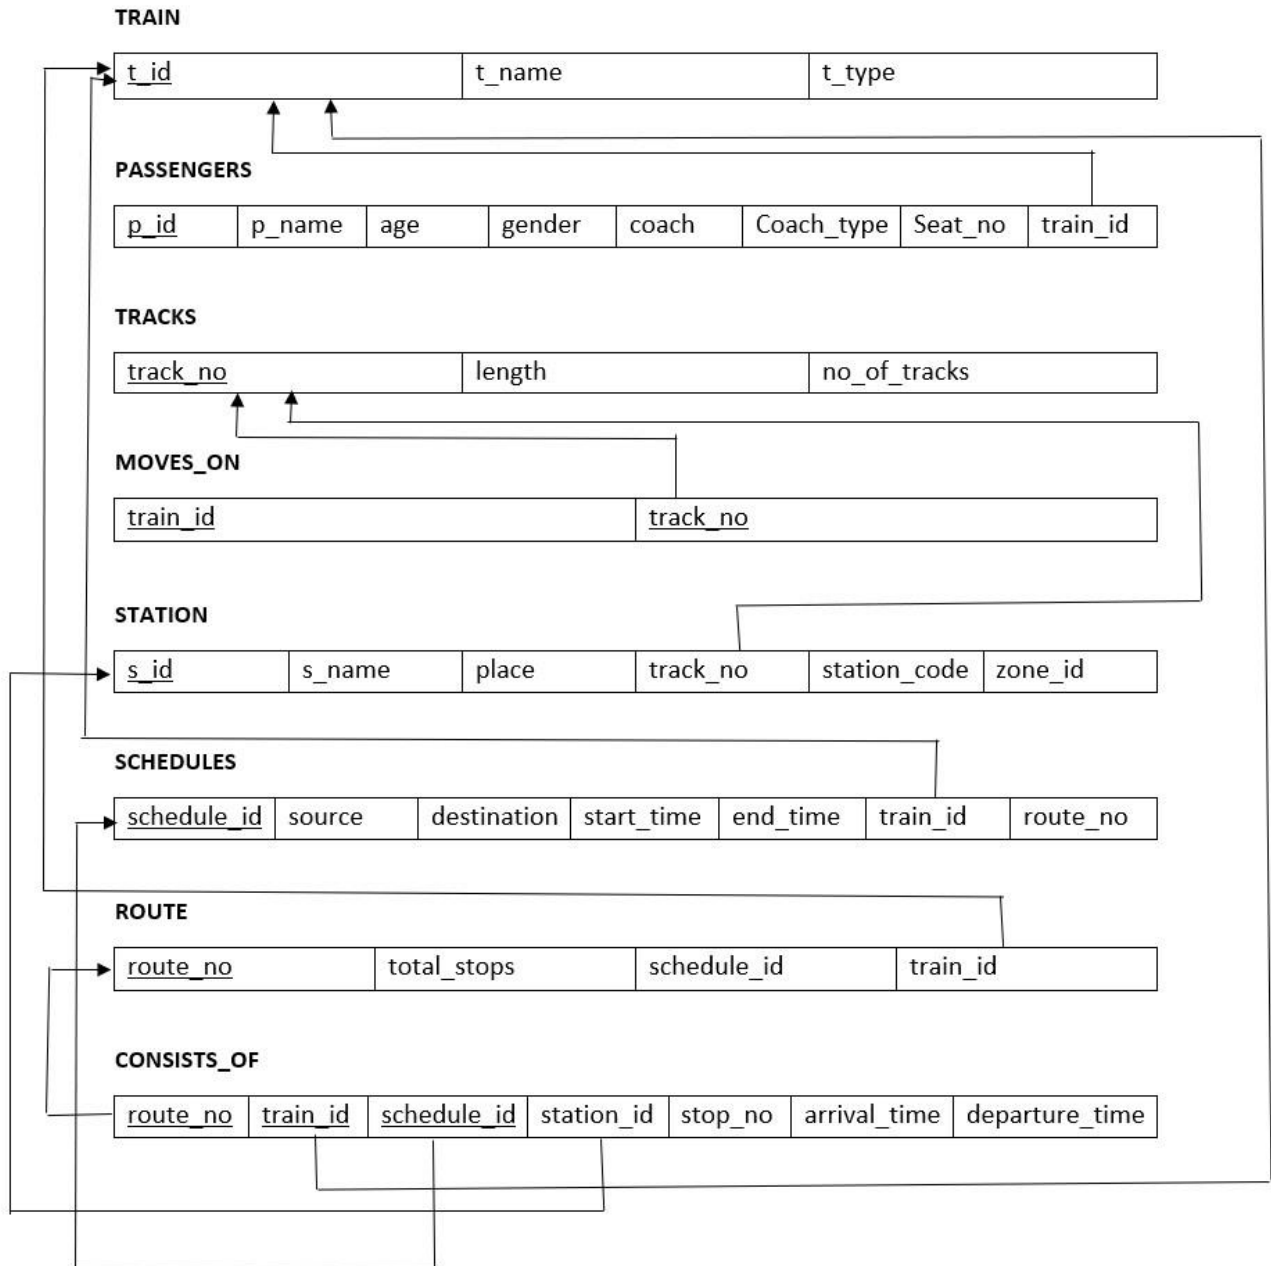 TRAIN
t_id t_name t_type
PASSENGERS
p_id p_name age gender coach Coach_type Seat_no train_id
TRACKS
track_no length no_of_tracks
MOVES_ON
train_id track_no
STATION
s_id s_name place track_no station_code zone_id
SCHEDULES
schedule_id source destination start_time end_time train_id route_no
ROUTE
route_no total_stops schedule_id train_id
CONSISTS_OF
route_no train_id schedule_id station_id stop_no arrival_time departure_time